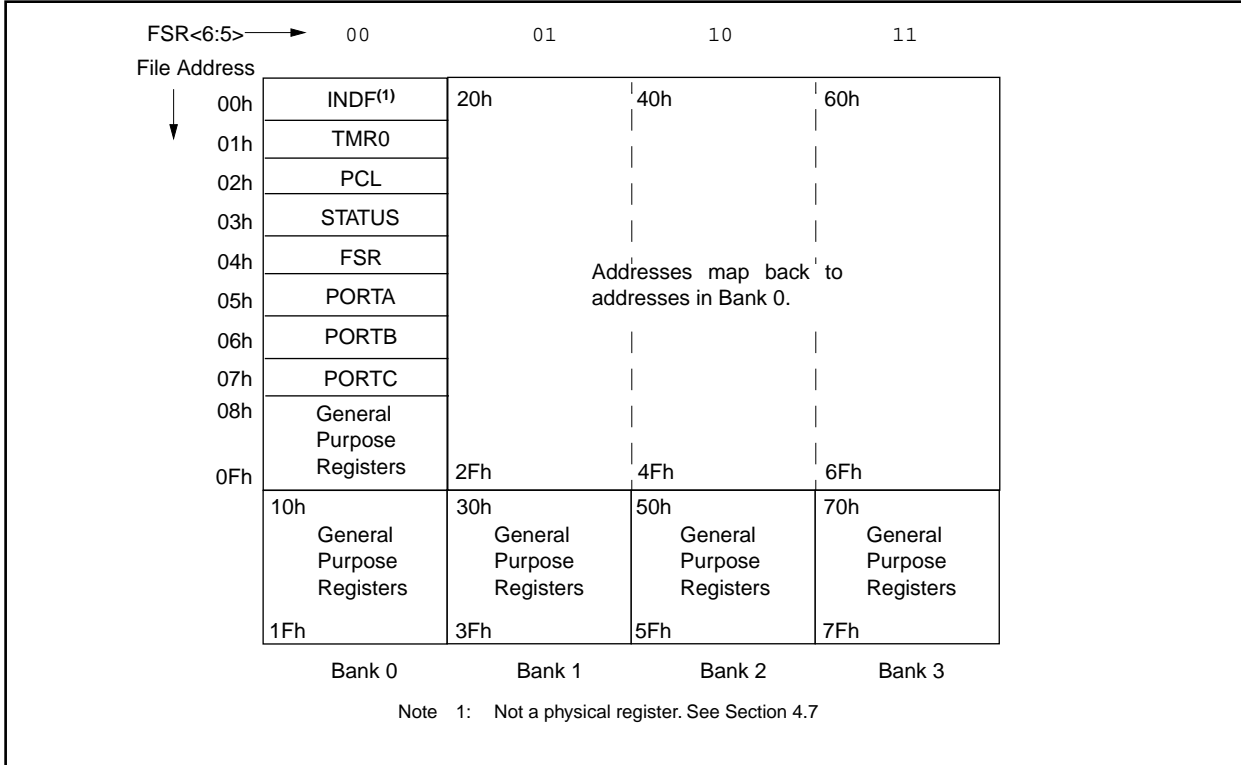 FSR<6:5> 00 01 10 11
File Address
00h INDF(1) 20h 40h 60h
01h TMR0
02h PCL
03h STATUS
04h FSR
Addresses map back to
addresses in Bank 0.
05h PORTA
06h PORTB
07h PORTC
08h General
Purpose
Registers
0Fh 2Fh 4Fh 6Fh
10h 30h 50h 70h
General General General General
Purpose Purpose Purpose Purpose
Registers Registers Registers Registers
1Fh 3Fh 5Fh 7Fh
Bank 0 Bank 1 Bank 2 Bank 3
Note 1: Not a physical register. See Section 4.7